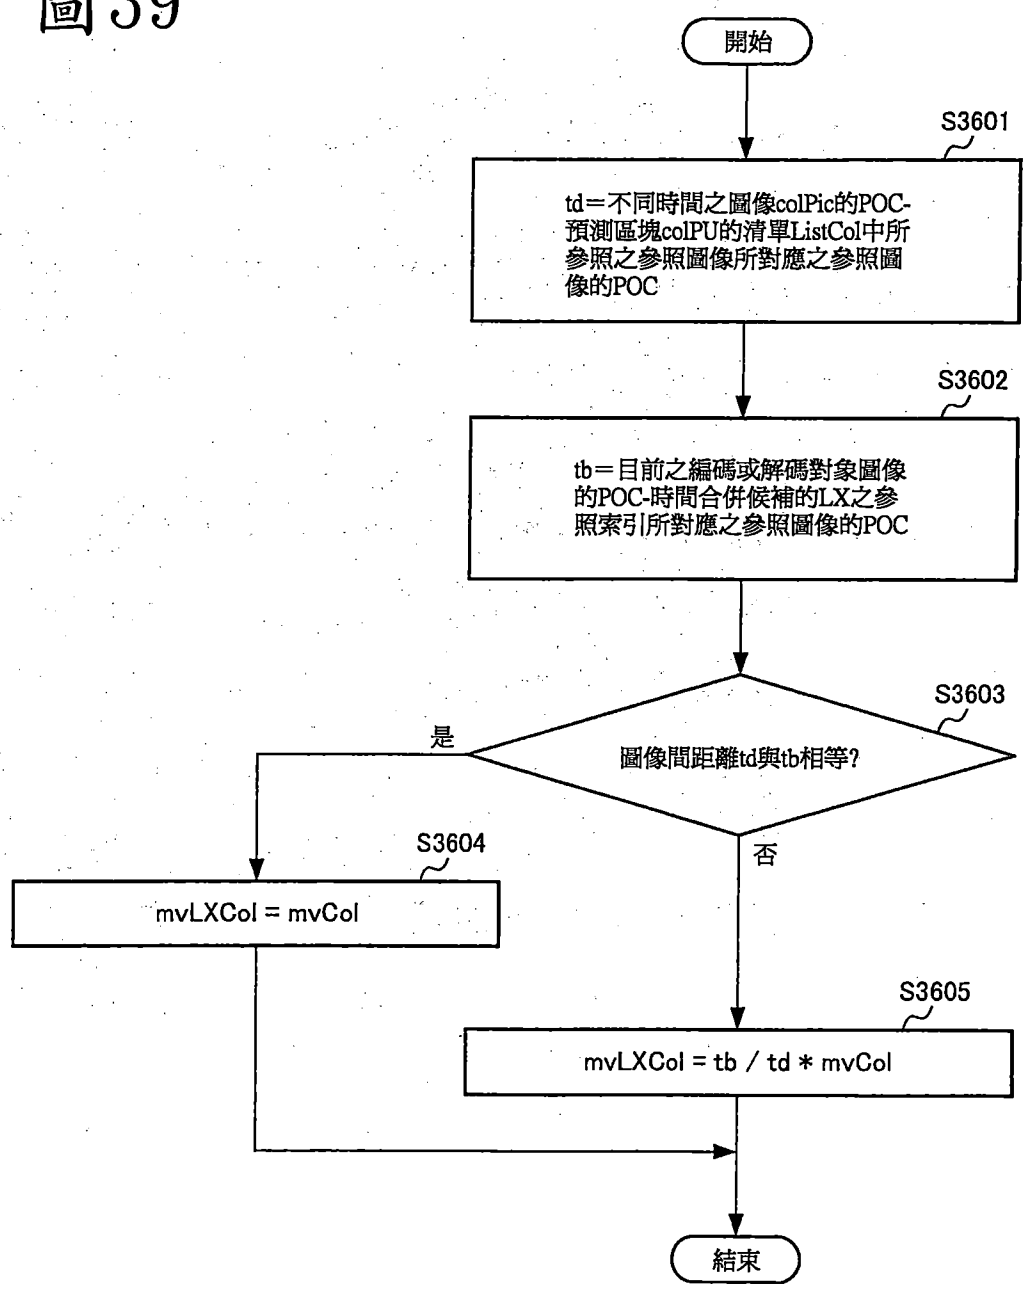 圖39
開始
S3601
td=不同時間之圖像colPic的POC-
預測區塊colPU的清單ListCol中所
參照之參照圖像所對應之參照圖
像的POC
S3602
tb=目前之編碼或解碼對象圖像
的POC-時間合併候補的LX之參
照索引所對應之參照圖像的POC
S3603
圖像間距離td與tb相等?
是
否
S3604
mvLXCol = mvCol
S3605
mvLXCol = tb / td * mvCol
結束